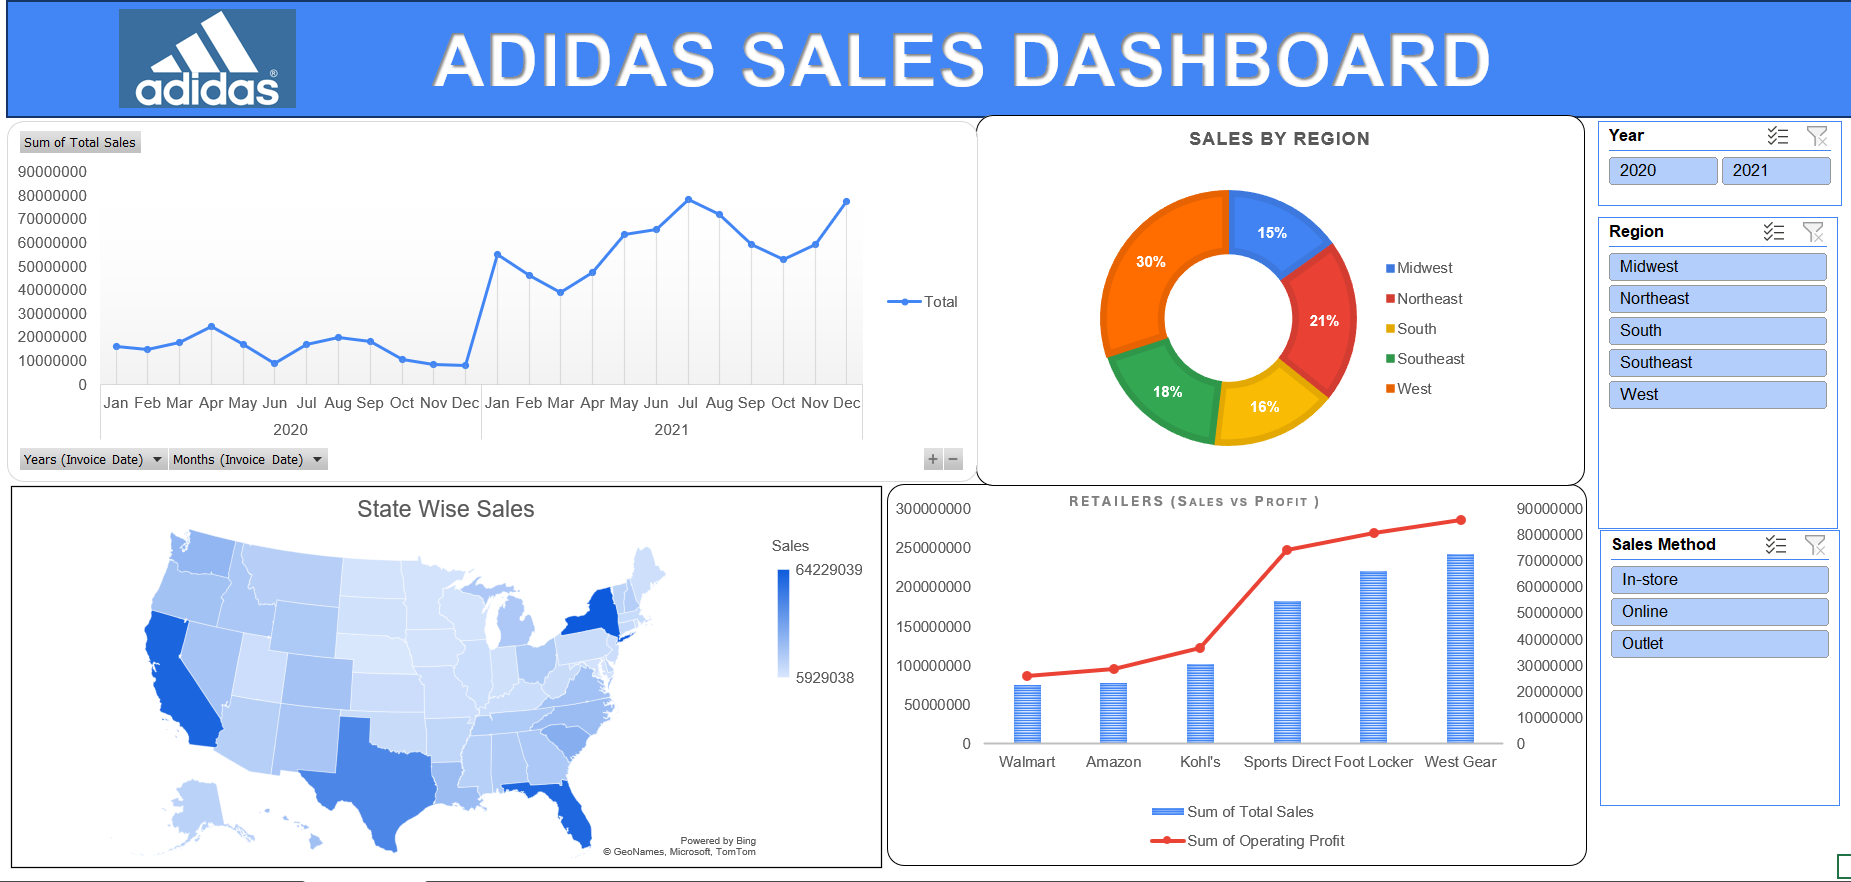 adidas®
ADIDAS SALES DASHBOARD
Sum of Total Sales
90000000
80000000
70000000
60000000
50000000
40000000
30000000
20000000
10000000
0
Jan Feb Mar Apr May Jun Jul Aug Sep Oct Nov Dec Jan Feb Mar Apr May Jun Jul Aug Sep Oct Nov Dec
2020 2021
Total
Years (Invoice Date) Months (Invoice Date)
+ −
SALES BY REGION
15%
21%
16%
18%
30%
Midwest
Northeast
South
Southeast
West
Year
2020 2021
Region
Midwest
Northeast
South
Southeast
West
Sales Method
In-store
Online
Outlet
State Wise Sales
Sales
64229039
5929038
Powered by Bing
© GeoNames, Microsoft, TomTom
RETAILERS (SALES VS PROFIT )
300000000
250000000
200000000
150000000
100000000
50000000
0
90000000
80000000
70000000
60000000
50000000
40000000
30000000
20000000
10000000
0
Walmart Amazon Kohl's Sports Direct Foot Locker West Gear
Sum of Total Sales
Sum of Operating Profit